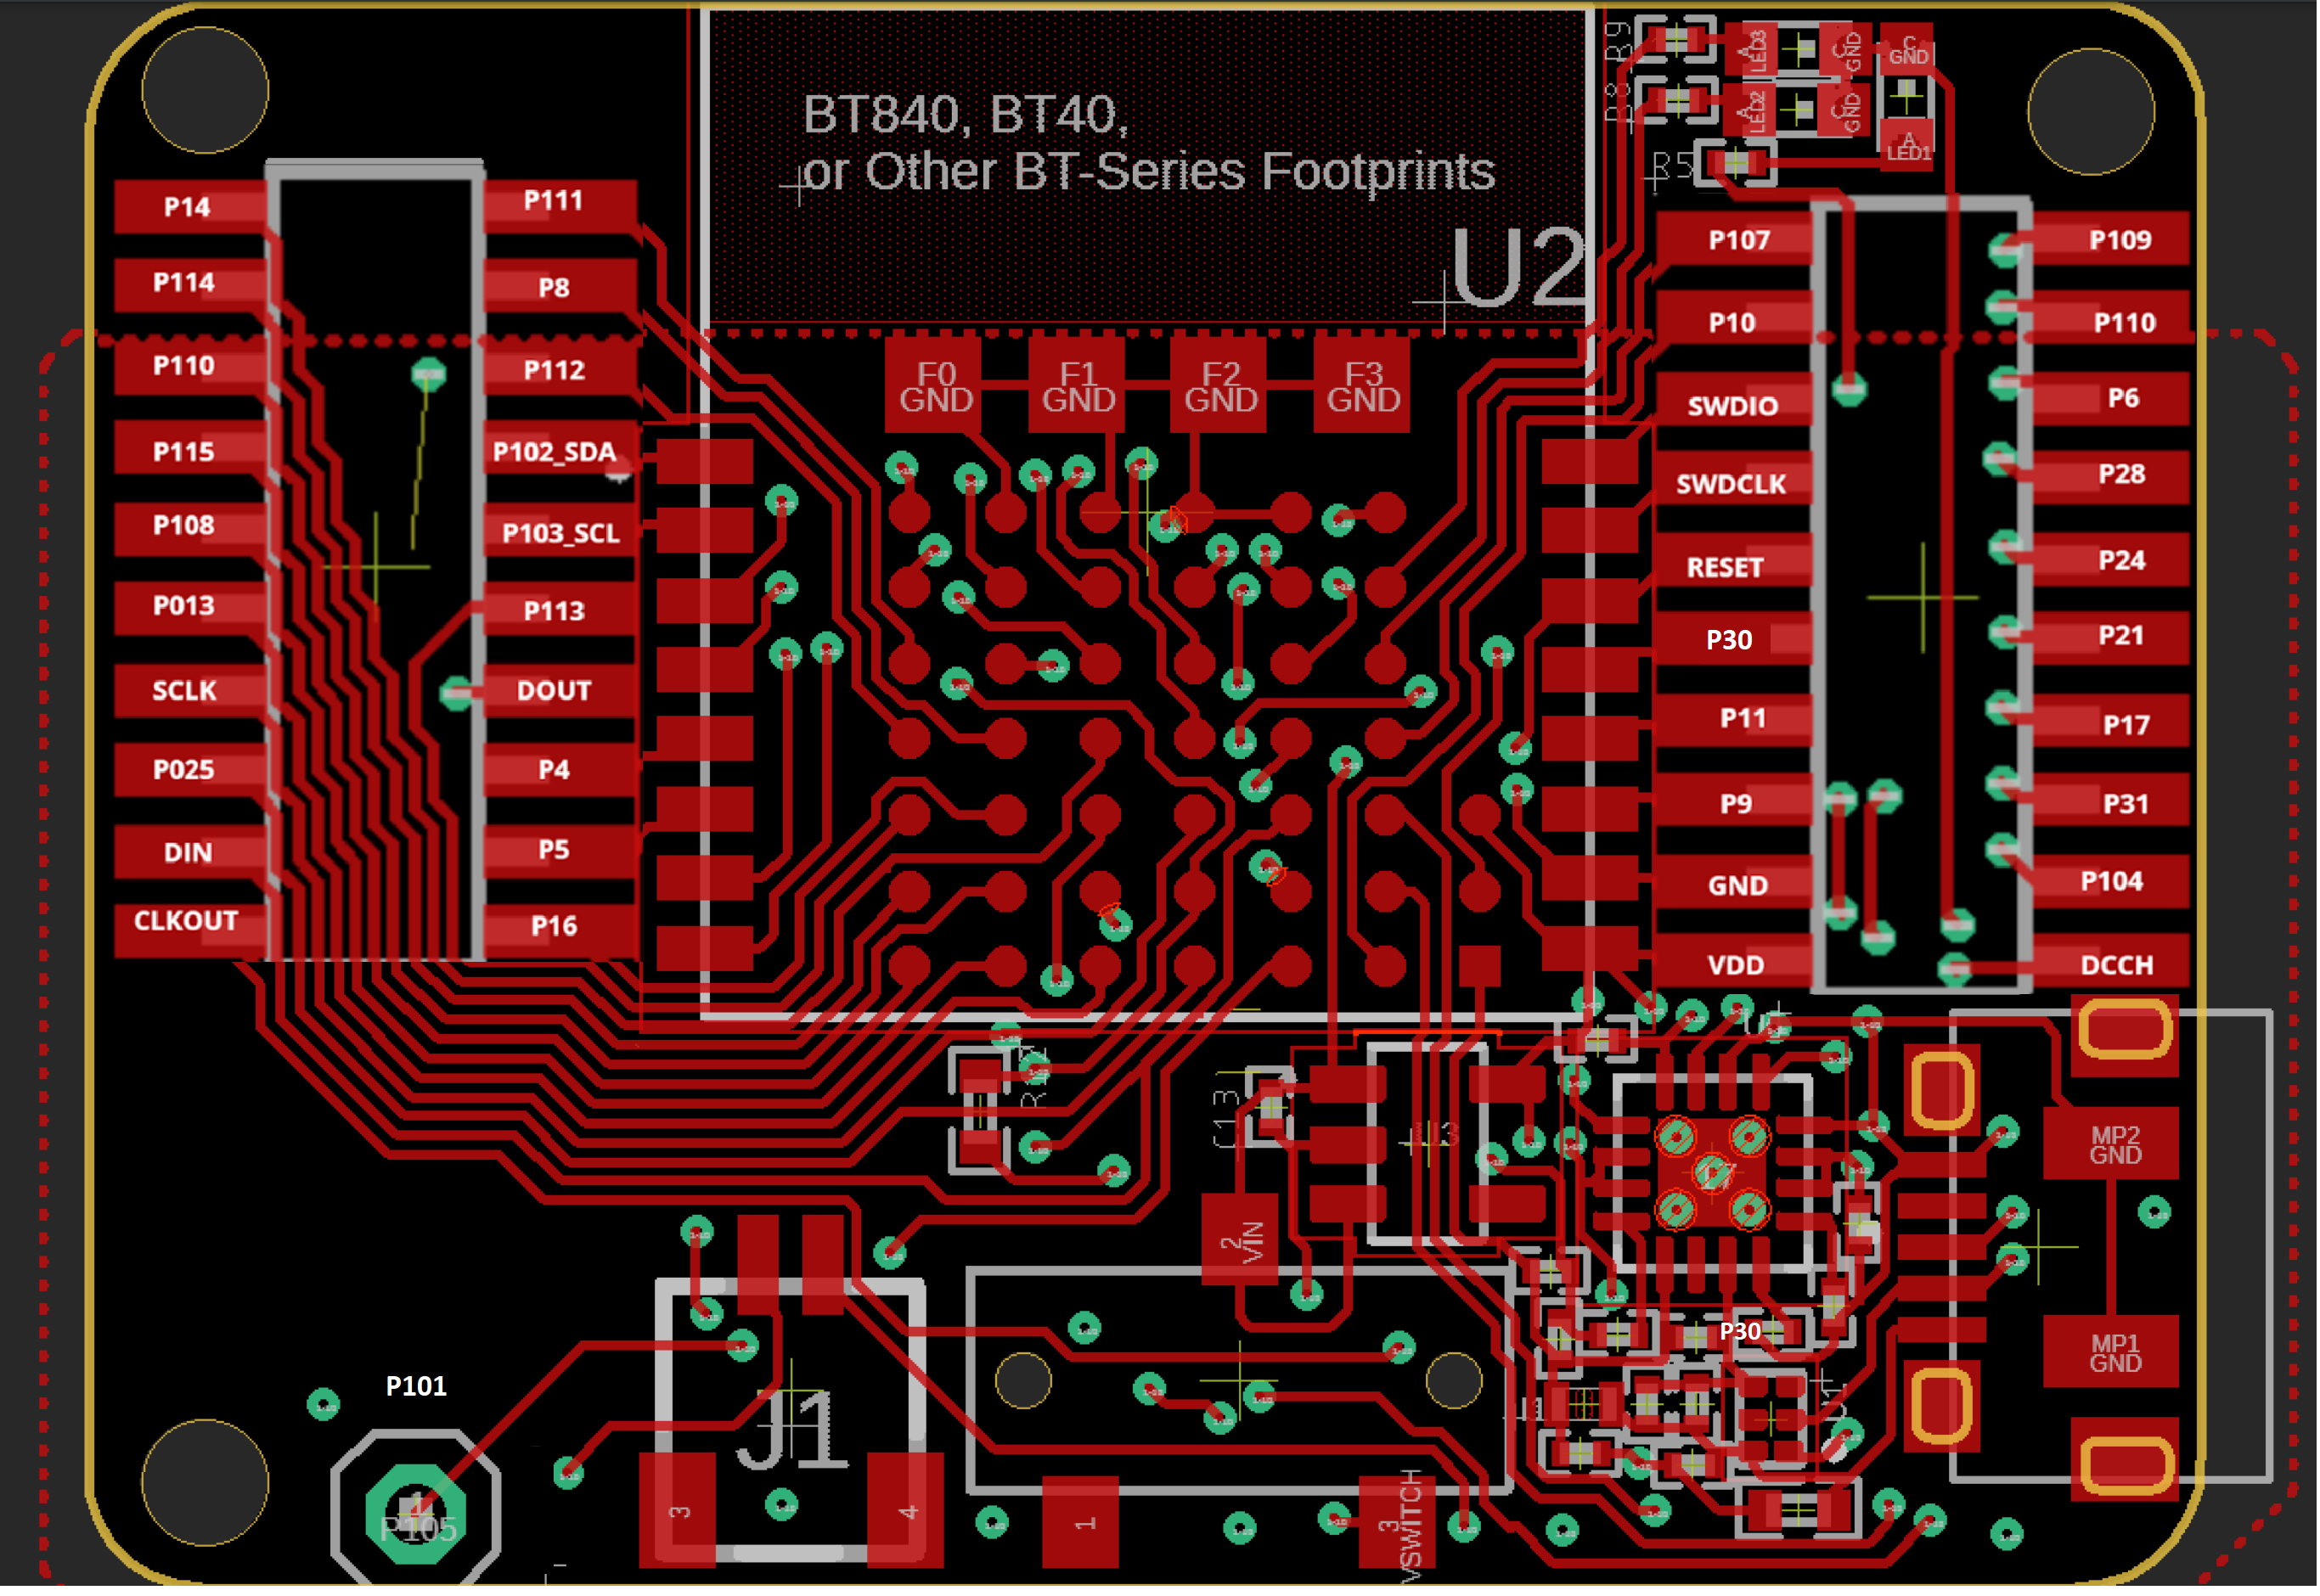 BT840, BT40,
or Other BT-Series Footprints
U2
R9
A
LED3
C
GND
C
GND
R8
A
LED2
C
GND
A
LED1
R5
P14
P114
P110
P115
P108
P013
SCLK
P025
DIN
CLKOUT
P111
P8
P112
P102_SDA
P103_SCL
P113
DOUT
P4
P5
P16
F0
GND
F1
GND
F2
GND
F3
GND
P107
P10
SWDIO
SWDCLK
RESET
P30
P11
P9
GND
VDD
P109
P110
P6
P28
P24
P21
P17
P31
P104
DCCH
C13
2
VIN
MP2
GND
MP1
GND
P30
P101
P105
J1
3
4
1
3
VSWITCH